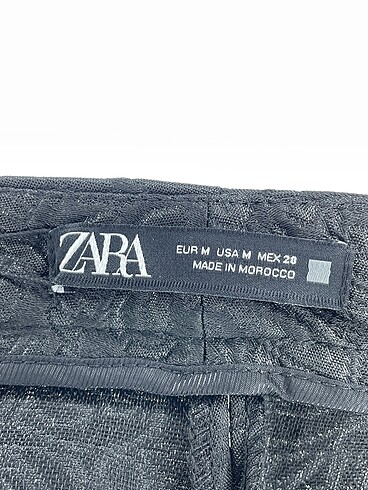 ZARA
EUR M USA M MEX 28
MADE IN MOROCCO